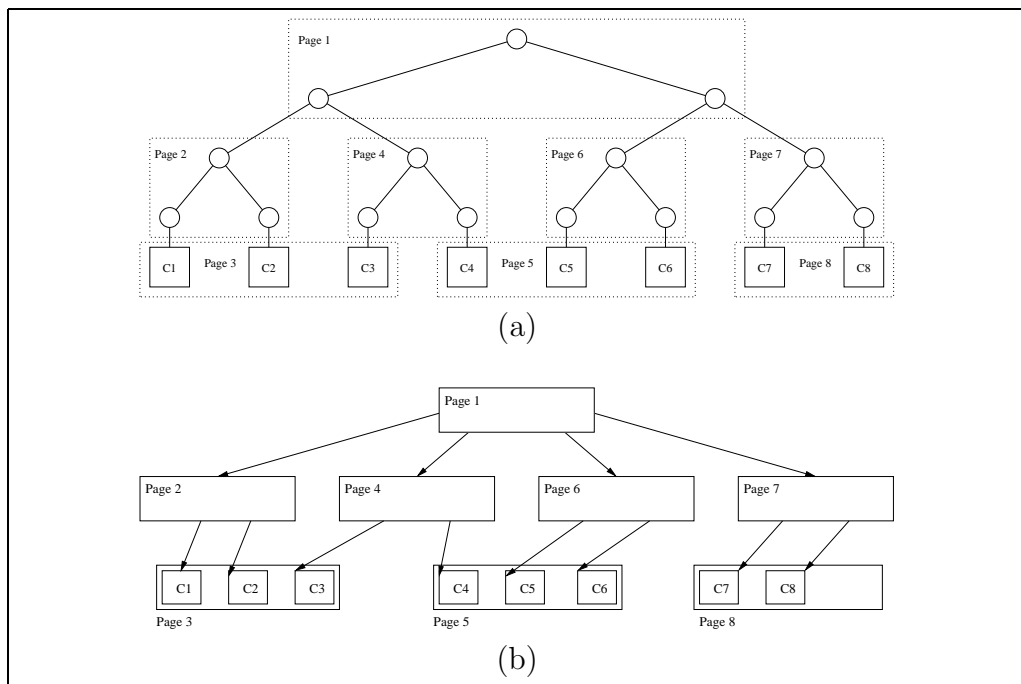 Page 1
Page 2
Page 4
Page 6
Page 7
C1 Page 3 C2 C3 C4 Page 5 C5 C6 C7 Page 8 C8
(a)
Page 1
Page 2
Page 4
Page 6
Page 7
C1 C2 C3 C4 C5 C6 C7 C8
Page 3
Page 5
Page 8
(b)